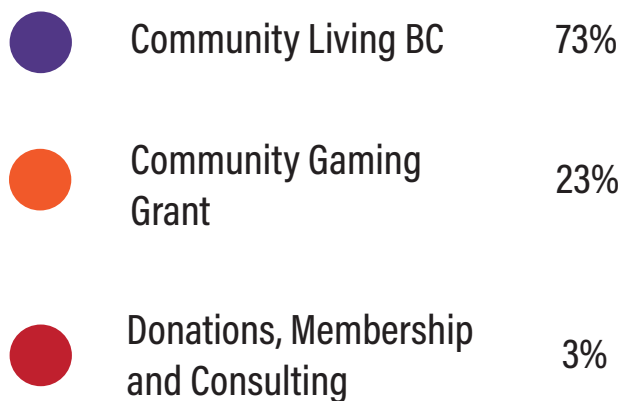 Community Living BC 73%
Community Gaming
Grant
23%
Donations, Membership
and Consulting
3%